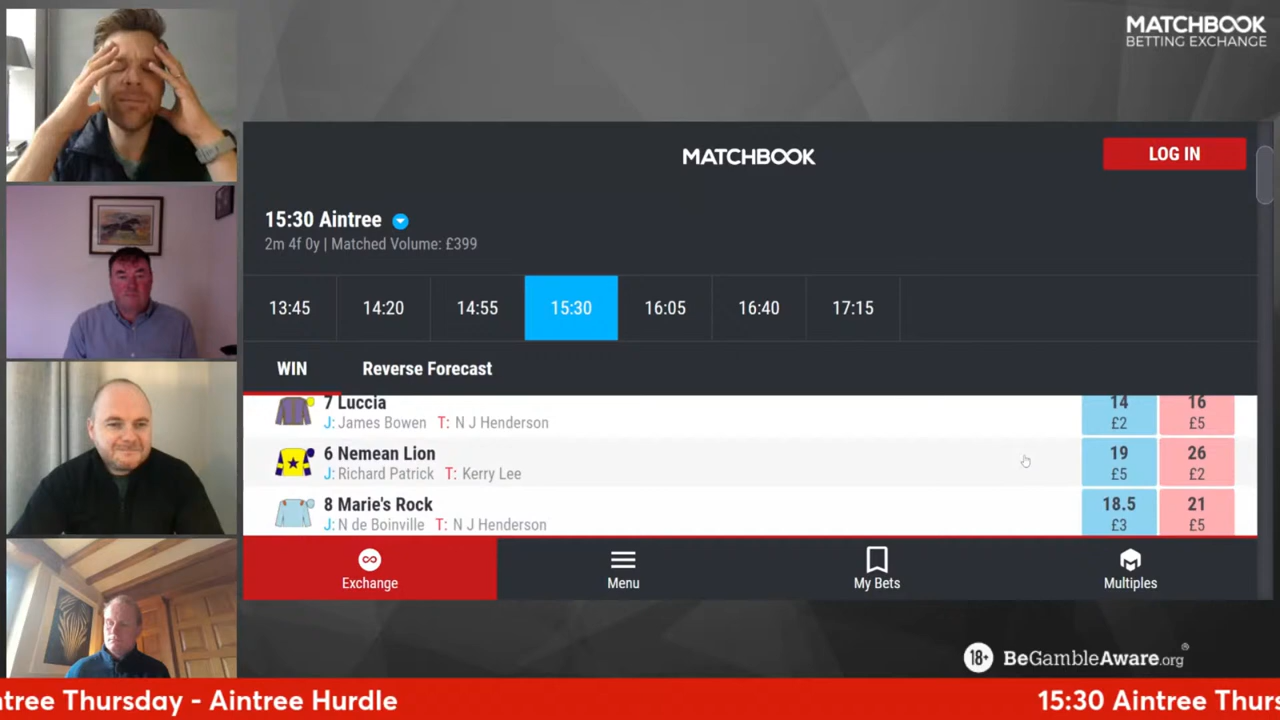 MATCHBOOK
BETTING EXCHANGE
MATCHBOOK
LOG IN
15:30 Aintree
2m 4f 0y | Matched Volume: £399
13:45 14:20 14:55 15:30 16:05 16:40 17:15
WIN Reverse Forecast
7 Luccia 14 16
J: James Bowen T: N J Henderson £2 £5
6 Nemean Lion 19 26
J: Richard Patrick T: Kerry Lee £5 £2
8 Marie's Rock 18.5 21
J: N de Boinville T: N J Henderson £3 £5
Exchange Menu My Bets Multiples
18+ BeGambleAware.org®
ntree Thursday - Aintree Hurdle 15:30 Aintree Thurs